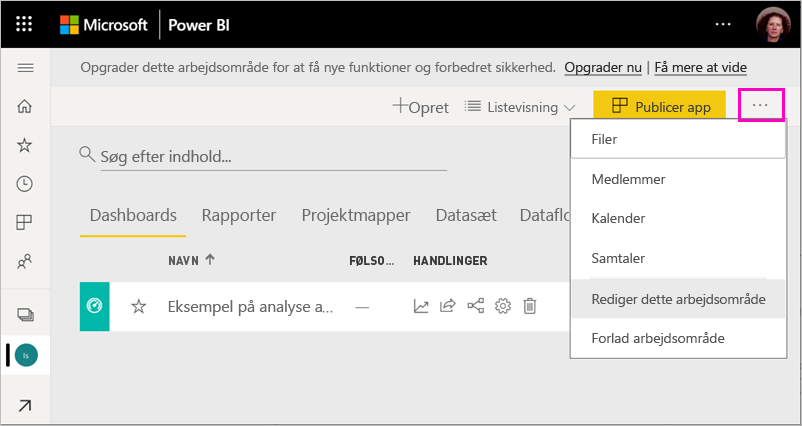 Microsoft Power BI
Opgrader dette arbejdsområde for at få nye funktioner og forbedret sikkerhed. Opgrader nu | Få mere at vide
Opret Listevisning Publicer app
Søg efter indhold...
Dashboards Rapporter Projektmapper Datasæt Dataflo
NAVN FØLSO... HANDLINGER
Eksempel på analyse a... —
Filer
Medlemmer
Kalender
Samtaler
Rediger dette arbejdsområde
Forlad arbejdsområde
Is